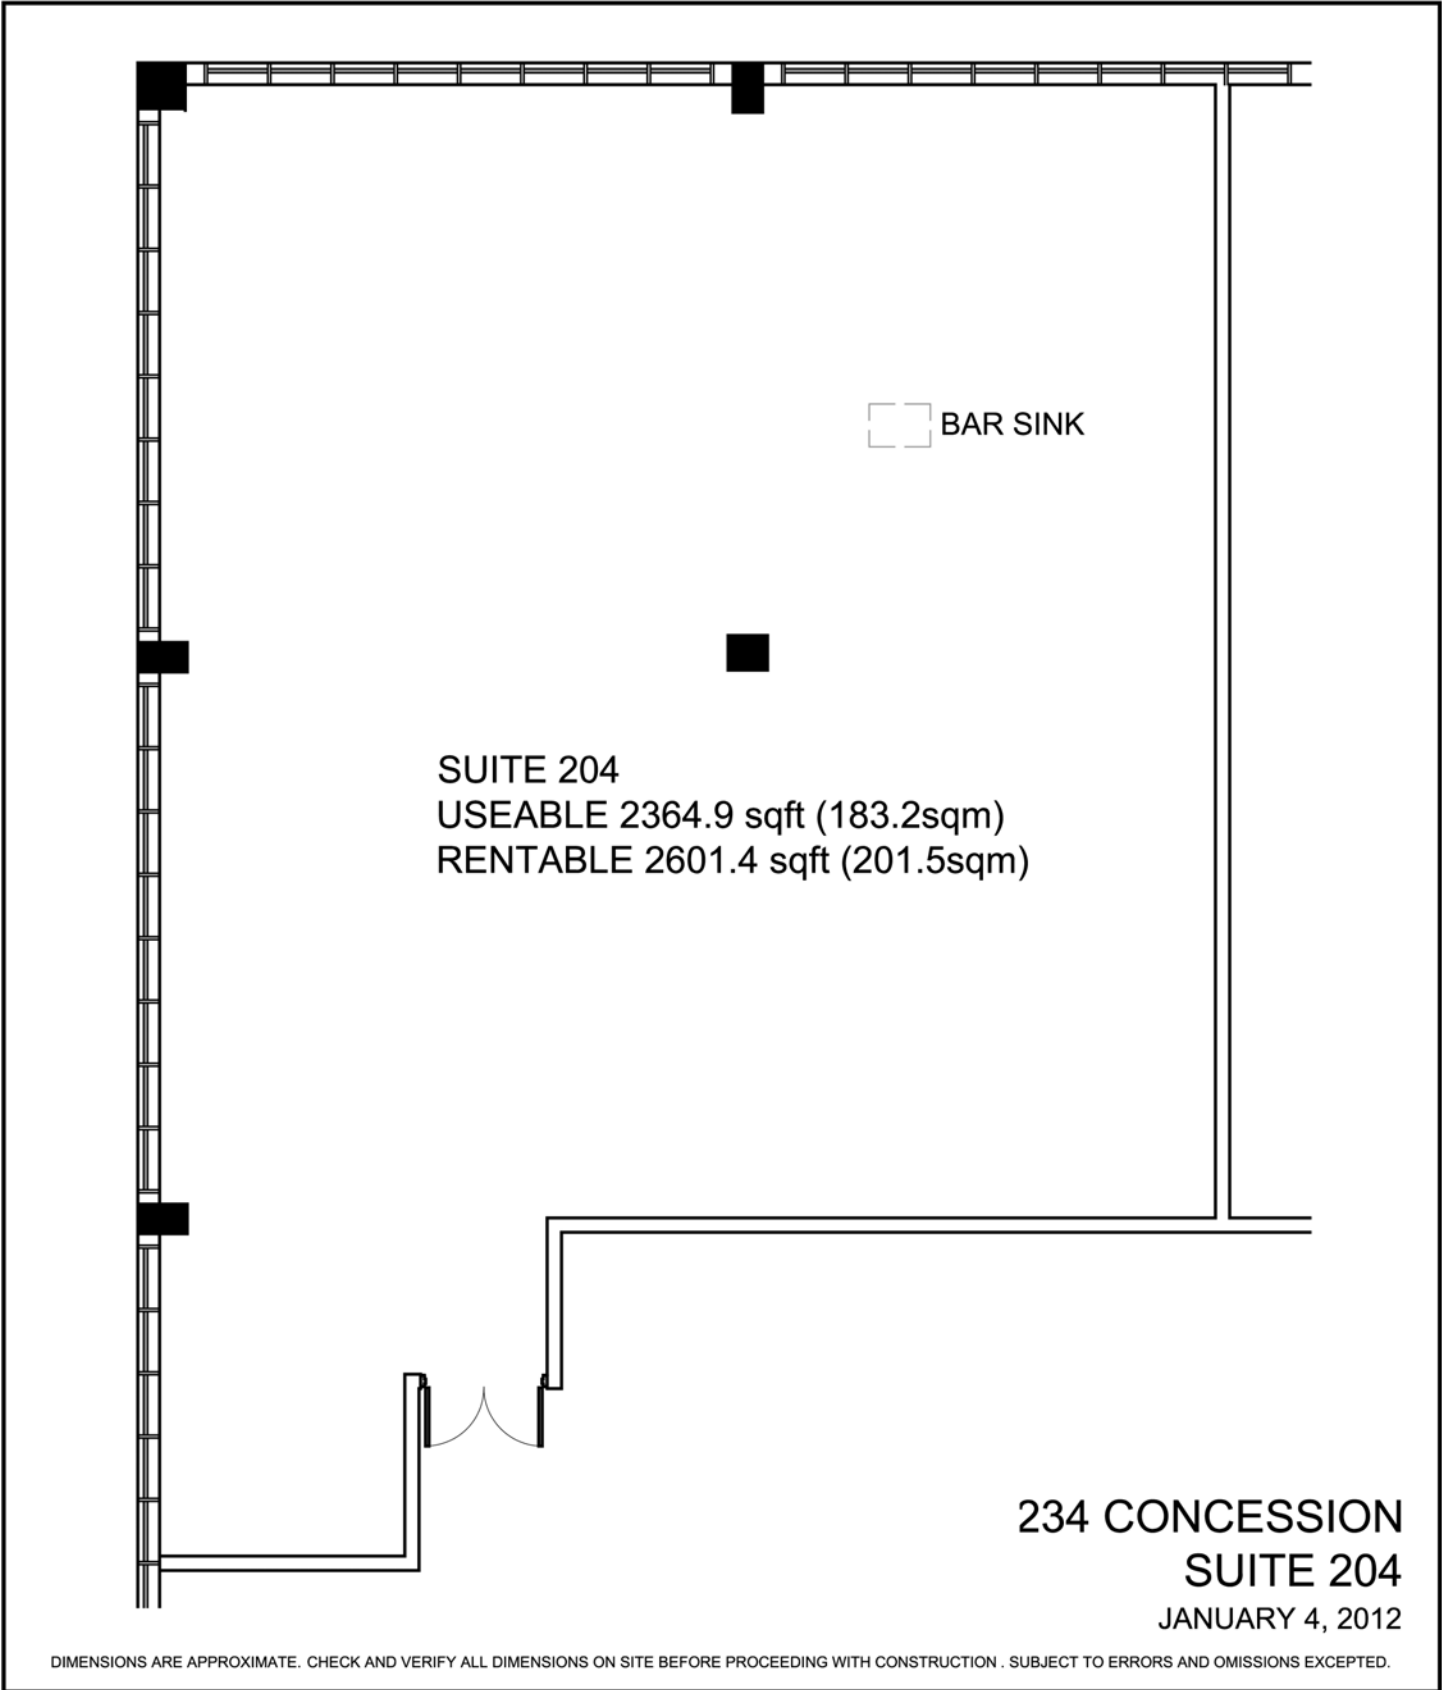 BAR SINK
SUITE 204
USEABLE 2364.9 sqft (183.2sqm)
RENTABLE 2601.4 sqft (201.5sqm)
234 CONCESSION
SUITE 204
JANUARY 4, 2012
DIMENSIONS ARE APPROXIMATE. CHECK AND VERIFY ALL DIMENSIONS ON SITE BEFORE PROCEEDING WITH CONSTRUCTION . SUBJECT TO ERRORS AND OMISSIONS EXCEPTED.